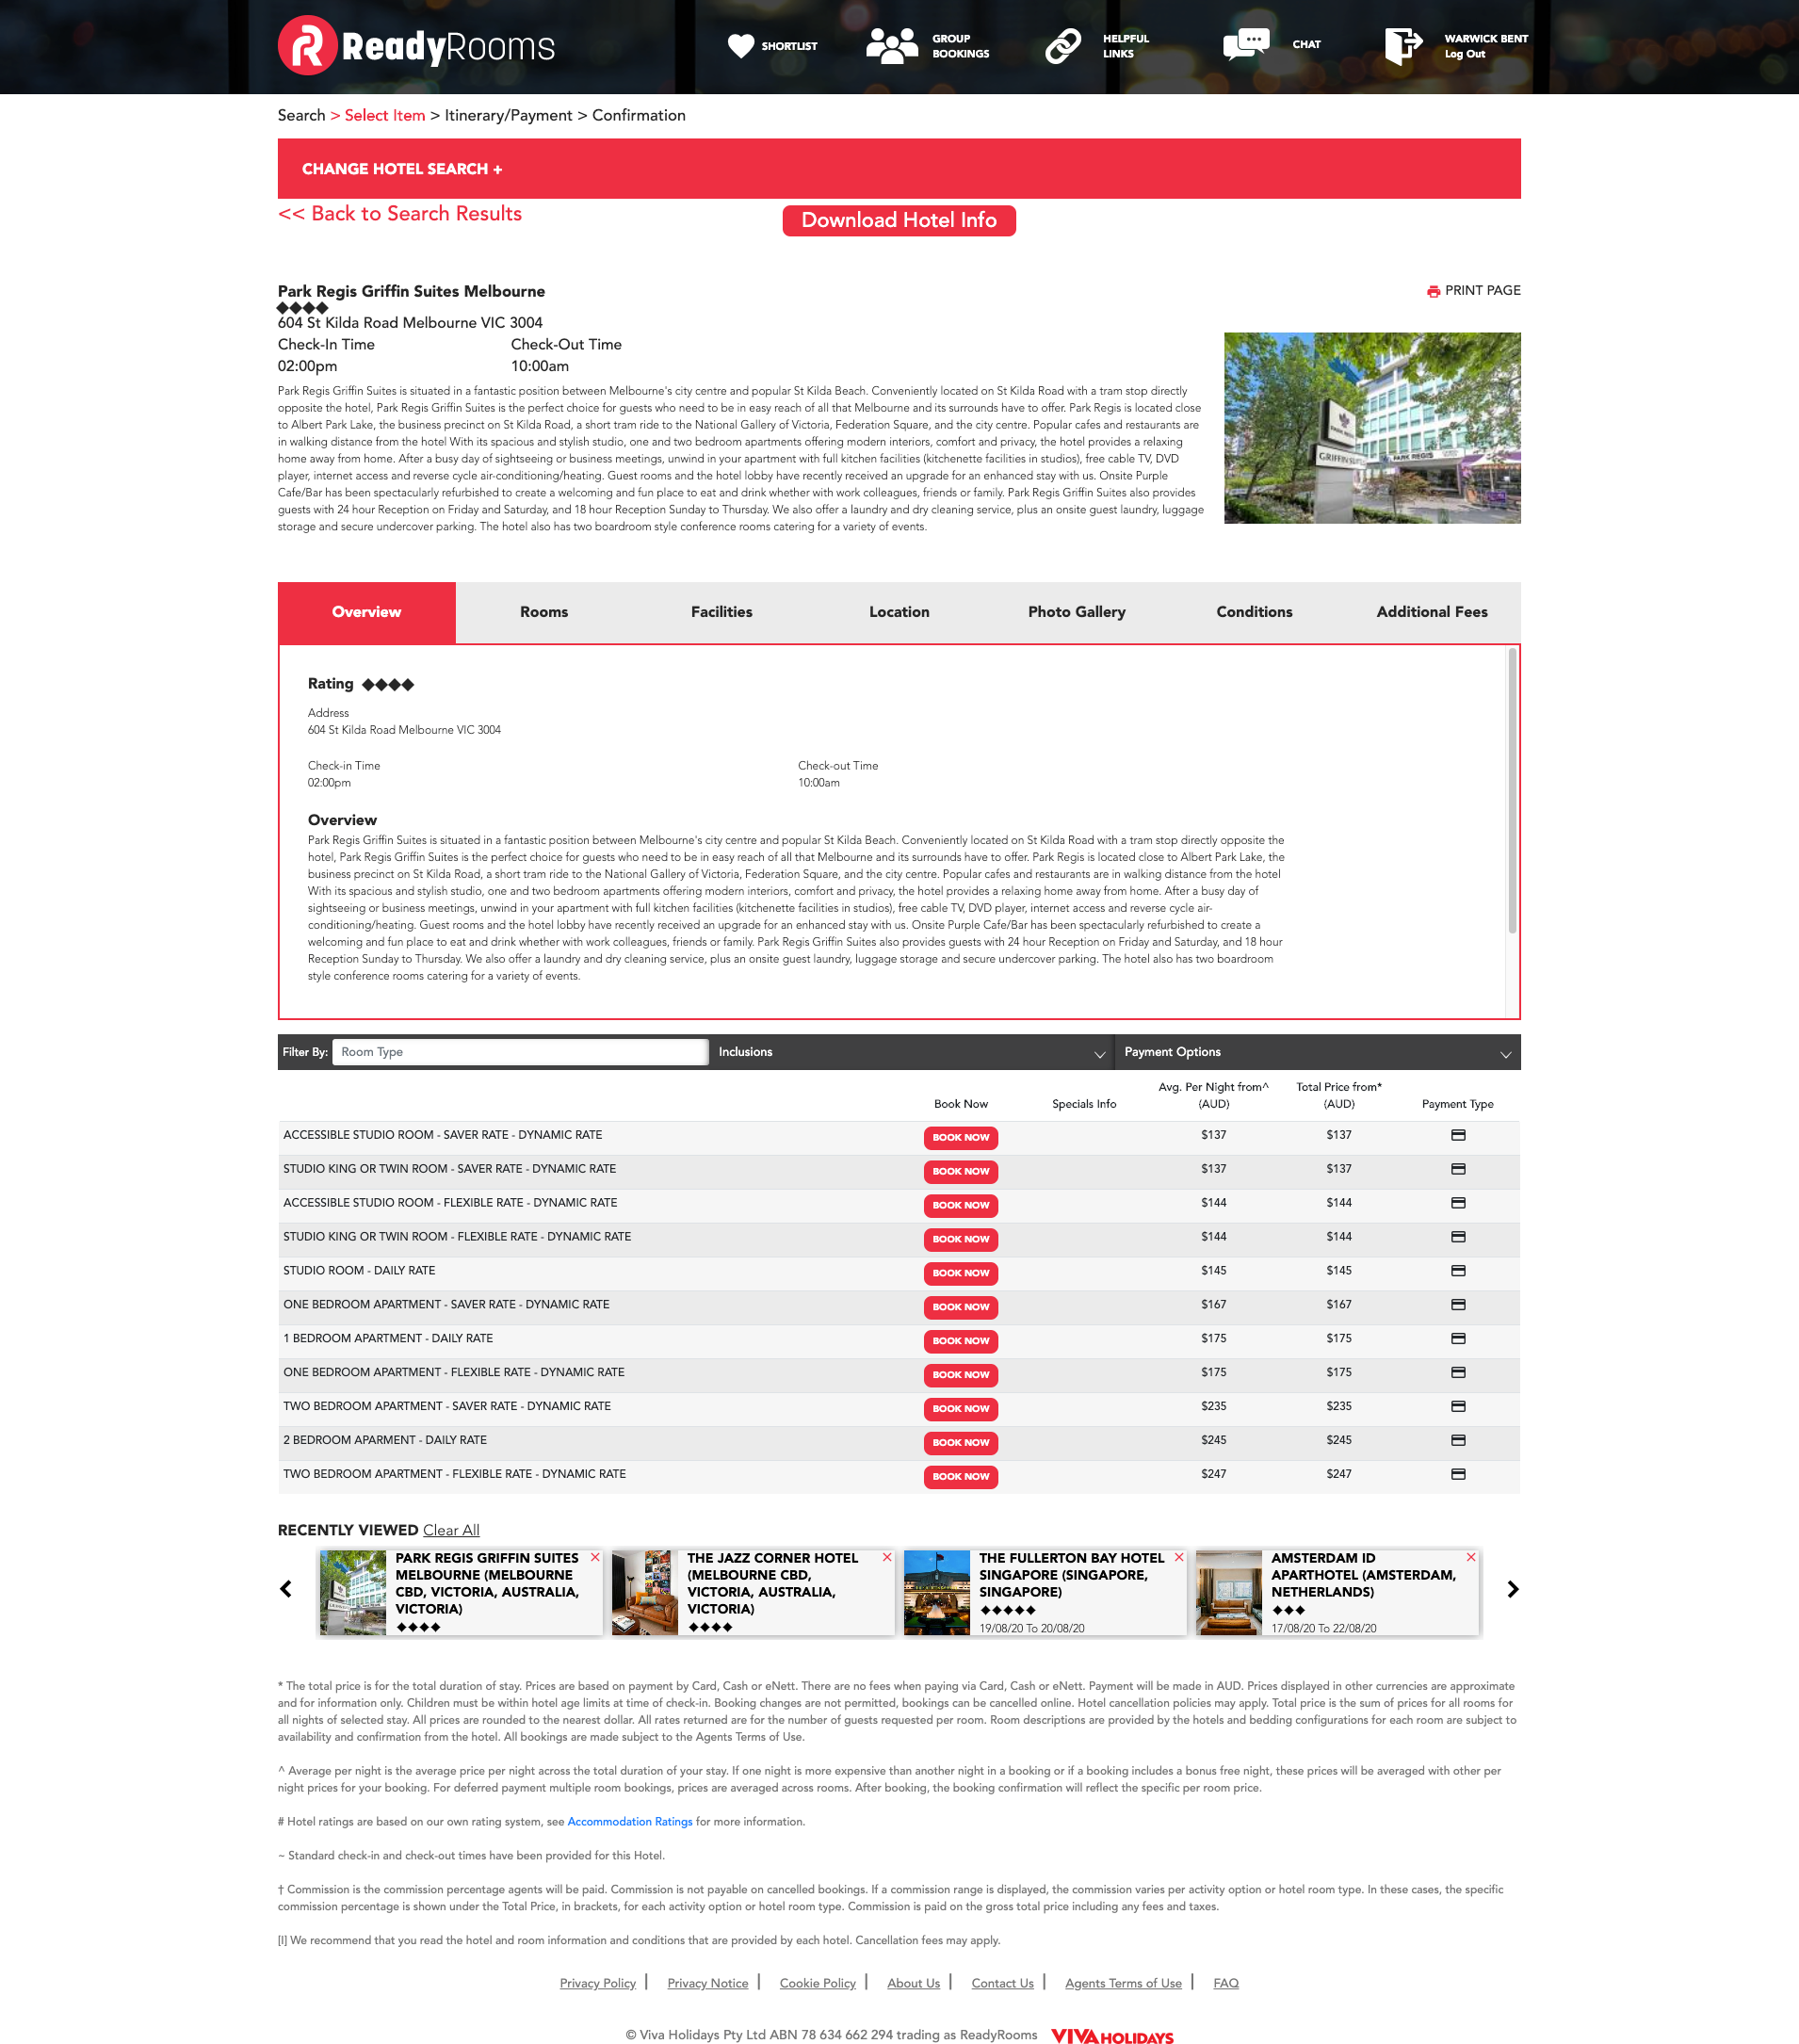 ReadyRooms
SHORTLIST
GROUP
BOOKINGS
HELPFUL
LINKS
CHAT
WARWICK BENT
Log Out
Search > Select Item > Itinerary/Payment > Confirmation
CHANGE HOTEL SEARCH +
<< Back to Search Results
Download Hotel Info
Park Regis Griffin Suites Melbourne
PRINT PAGE
604 St Kilda Road Melbourne VIC 3004
Check-In Time Check-Out Time
02:00pm 10:00am
Park Regis Griffin Suites is situated in a fantastic position between Melbourne's city centre and popular St Kilda Beach. Conveniently located on St Kilda Road with a tram stop directly
opposite the hotel, Park Regis Griffin Suites is the perfect choice for guests who need to be in easy reach of all that Melbourne and its surrounds have to offer. Park Regis is located close
to Albert Park Lake, the business precinct on St Kilda Road, a short tram ride to the National Gallery of Victoria, Federation Square, and the city centre. Popular cafes and restaurants are
in walking distance from the hotel With its spacious and stylish studio, one and two bedroom apartments offering modern interiors, comfort and privacy, the hotel provides a relaxing
home away from home. After a busy day of sightseeing or business meetings, unwind in your apartment with full kitchen facilities (kitchenette facilities in studios), free cable TV, DVD
player, internet access and reverse cycle air-conditioning/heating. Guest rooms and the hotel lobby have recently received an upgrade for an enhanced stay with us. Onsite Purple
Cafe/Bar has been spectacularly refurbished to create a welcoming and fun place to eat and drink whether with work colleagues, friends or family. Park Regis Griffin Suites also provides
guests with 24 hour Reception on Friday and Saturday, and 18 hour Reception Sunday to Thursday. We also offer a laundry and dry cleaning service, plus an onsite guest laundry, luggage
storage and secure undercover parking. The hotel also has two boardroom style conference rooms catering for a variety of events.
PARK REGIS
GRIFFIN SUITES
PARK REGIS
Overview Rooms Facilities Location Photo Gallery Conditions Additional Fees
Rating
Address
604 St Kilda Road Melbourne VIC 3004
Check-in Time Check-out Time
02:00pm 10:00am
Overview
Park Regis Griffin Suites is situated in a fantastic position between Melbourne's city centre and popular St Kilda Beach. Conveniently located on St Kilda Road with a tram stop directly opposite the
hotel, Park Regis Griffin Suites is the perfect choice for guests who need to be in easy reach of all that Melbourne and its surrounds have to offer. Park Regis is located close to Albert Park Lake, the
business precinct on St Kilda Road, a short tram ride to the National Gallery of Victoria, Federation Square, and the city centre. Popular cafes and restaurants are in walking distance from the hotel
With its spacious and stylish studio, one and two bedroom apartments offering modern interiors, comfort and privacy, the hotel provides a relaxing home away from home. After a busy day of
sightseeing or business meetings, unwind in your apartment with full kitchen facilities (kitchenette facilities in studios), free cable TV, DVD player, internet access and reverse cycle air-
conditioning/heating. Guest rooms and the hotel lobby have recently received an upgrade for an enhanced stay with us. Onsite Purple Cafe/Bar has been spectacularly refurbished to create a
welcoming and fun place to eat and drink whether with work colleagues, friends or family. Park Regis Griffin Suites also provides guests with 24 hour Reception on Friday and Saturday, and 18 hour
Reception Sunday to Thursday. We also offer a laundry and dry cleaning service, plus an onsite guest laundry, luggage storage and secure undercover parking. The hotel also has two boardroom
style conference rooms catering for a variety of events.
Filter By: Room Type Inclusions Payment Options
Avg. Per Night from^ Total Price from*
Book Now Specials Info (AUD) (AUD) Payment Type
ACCESSIBLE STUDIO ROOM - SAVER RATE - DYNAMIC RATE BOOK NOW $137 $137
STUDIO KING OR TWIN ROOM - SAVER RATE - DYNAMIC RATE BOOK NOW $137 $137
ACCESSIBLE STUDIO ROOM - FLEXIBLE RATE - DYNAMIC RATE BOOK NOW $144 $144
STUDIO KING OR TWIN ROOM - FLEXIBLE RATE - DYNAMIC RATE BOOK NOW $144 $144
STUDIO ROOM - DAILY RATE BOOK NOW $145 $145
ONE BEDROOM APARTMENT - SAVER RATE - DYNAMIC RATE BOOK NOW $167 $167
1 BEDROOM APARTMENT - DAILY RATE BOOK NOW $175 $175
ONE BEDROOM APARTMENT - FLEXIBLE RATE - DYNAMIC RATE BOOK NOW $175 $175
TWO BEDROOM APARTMENT - SAVER RATE - DYNAMIC RATE BOOK NOW $235 $235
2 BEDROOM APARMENT - DAILY RATE BOOK NOW $245 $245
TWO BEDROOM APARTMENT - FLEXIBLE RATE - DYNAMIC RATE BOOK NOW $247 $247
RECENTLY VIEWED Clear All
PARK REGIS GRIFFIN SUITES
MELBOURNE (MELBOURNE
CBD, VICTORIA, AUSTRALIA,
VICTORIA)
THE JAZZ CORNER HOTEL
(MELBOURNE CBD,
VICTORIA, AUSTRALIA,
VICTORIA)
THE FULLERTON BAY HOTEL
SINGAPORE (SINGAPORE,
SINGAPORE)
19/08/20 To 20/08/20
AMSTERDAM ID
APARTHOTEL (AMSTERDAM,
NETHERLANDS)
17/08/20 To 22/08/20
* The total price is for the total duration of stay. Prices are based on payment by Card, Cash or eNett. There are no fees when paying via Card, Cash or eNett. Payment will be made in AUD. Prices displayed in other currencies are approximate
and for information only. Children must be within hotel age limits at time of check-in. Booking changes are not permitted, bookings can be cancelled online. Hotel cancellation policies may apply. Total price is the sum of prices for all rooms for
all nights of selected stay. All prices are rounded to the nearest dollar. All rates returned are for the number of guests requested per room. Room descriptions are provided by the hotels and bedding configurations for each room are subject to
availability and confirmation from the hotel. All bookings are made subject to the Agents Terms of Use.
^ Average per night is the average price per night across the total duration of your stay. If one night is more expensive than another night in a booking or if a booking includes a bonus free night, these prices will be averaged with other per
night prices for your booking. For deferred payment multiple room bookings, prices are averaged across rooms. After booking, the booking confirmation will reflect the specific per room price.
# Hotel ratings are based on our own rating system, see Accommodation Ratings for more information.
~ Standard check-in and check-out times have been provided for this Hotel.
† Commission is the commission percentage agents will be paid. Commission is not payable on cancelled bookings. If a commission range is displayed, the commission varies per activity option or hotel room type. In these cases, the specific
commission percentage is shown under the Total Price, in brackets, for each activity option or hotel room type. Commission is paid on the gross total price including any fees and taxes.
[I] We recommend that you read the hotel and room information and conditions that are provided by each hotel. Cancellation fees may apply.
Privacy Policy | Privacy Notice | Cookie Policy | About Us | Contact Us | Agents Terms of Use | FAQ
© Viva Holidays Pty Ltd ABN 78 634 662 294 trading as ReadyRooms VIVA HOLIDAYS